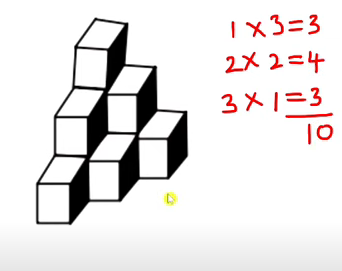 1 x 3 = 3
2 x 2 = 4
3 x 1 = 3
10